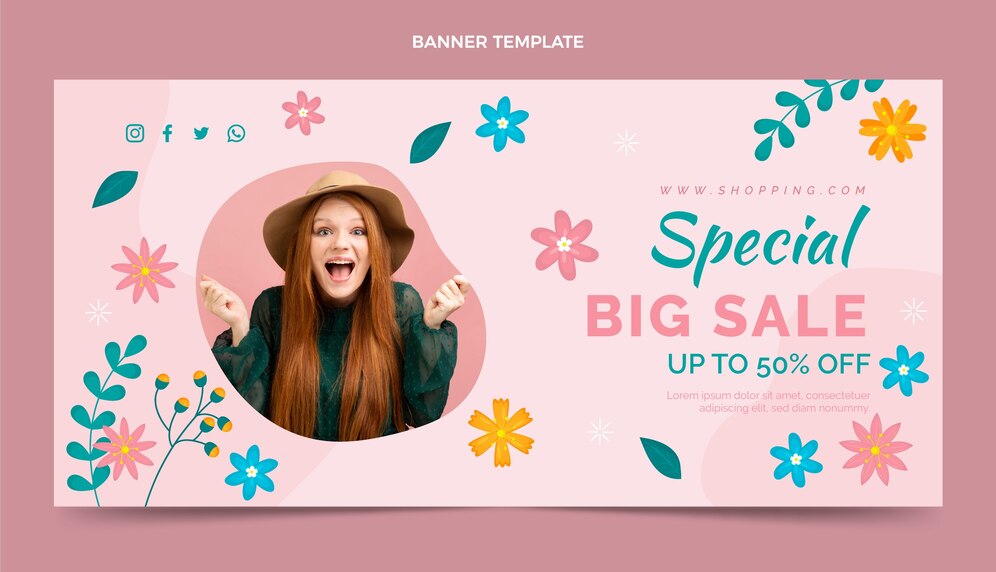 BANNER TEMPLATE
WWW.SHOPPING.COM
Special
BIG SALE
UP TO 50% OFF
Lorem ipsum dolor sit amet, consectetuer
adipiscing elit, sed diam nonummy.